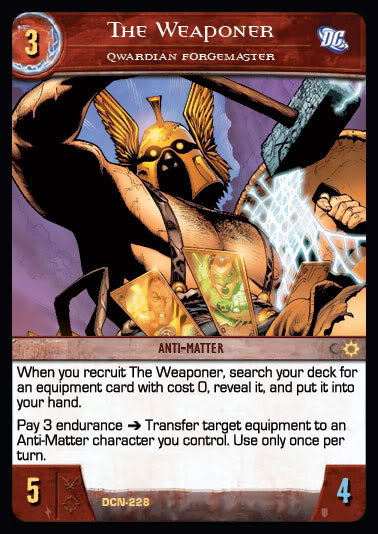 3
The Weaponer
DC
Qwardian Forgemaster
ANTI-MATTER
When you recruit The Weaponer, search your deck for
an equipment card with cost 0, reveal it, and put it into
your hand.
Pay 3 endurance ➔ Transfer target equipment to an
Anti-Matter character you control. Use only once per
turn.
5
DCN-228
4